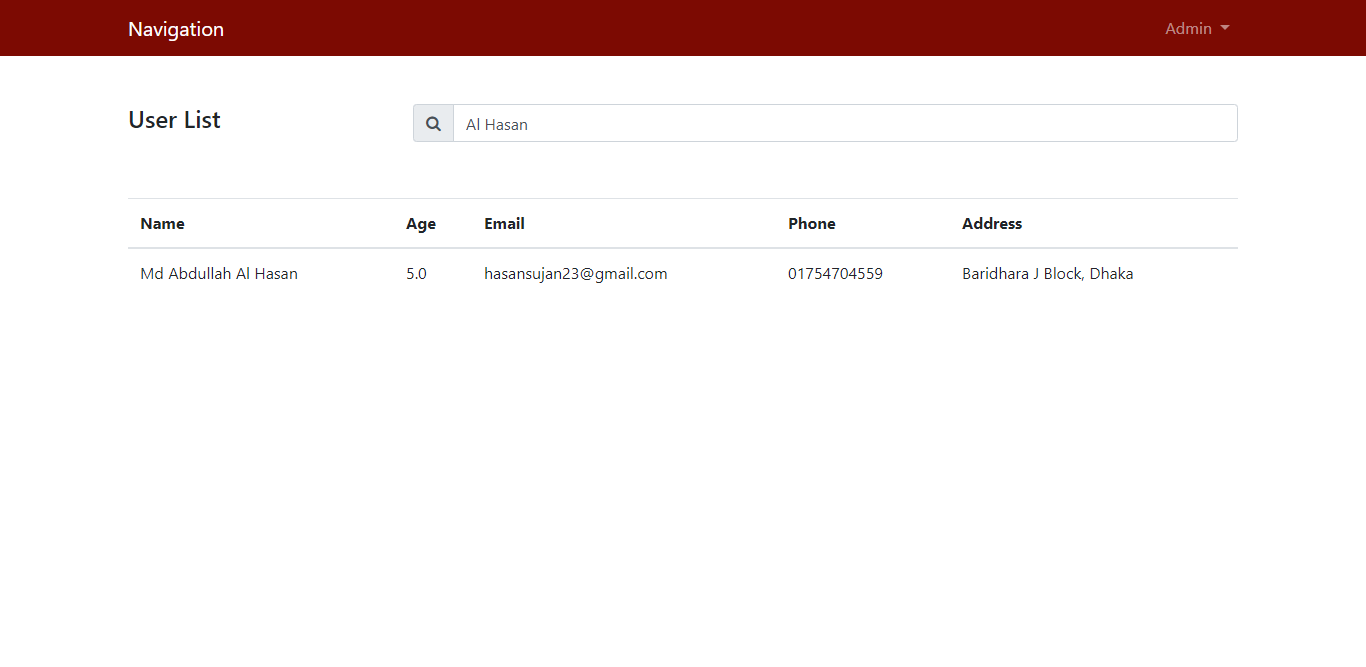 Navigation Admin
User List Al Hasan
Name Age Email Phone Address
Md Abdullah Al Hasan 5.0 hasansujan23@gmail.com 01754704559 Baridhara J Block, Dhaka